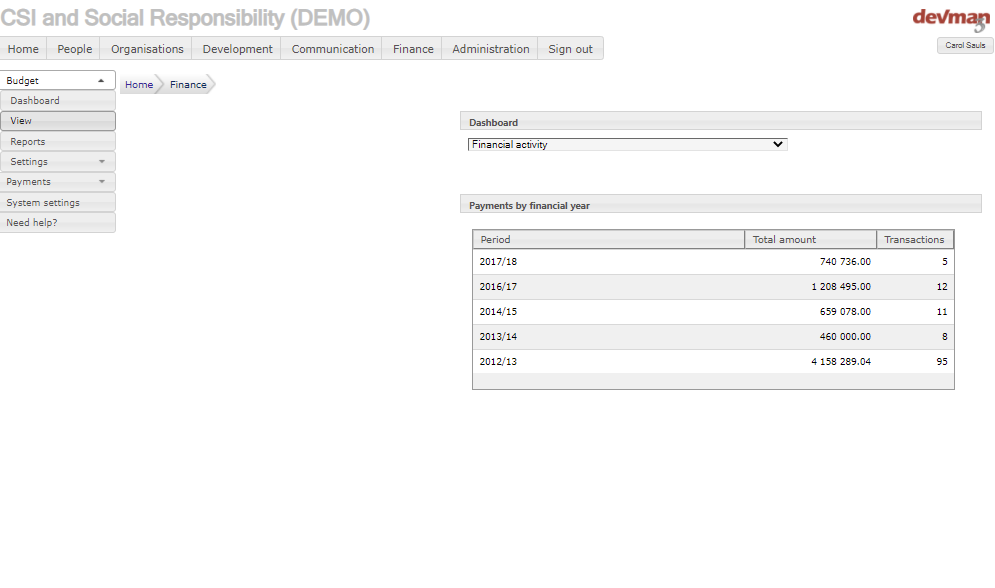 CSI and Social Responsibility (DEMO)
devman
5
Home People Organisations Development Communication Finance Administration Sign out
Carol Sauls
Budget
Dashboard
View
Reports
Settings
Payments
System settings
Need help?
Home Finance
Dashboard
Financial activity
Payments by financial year
Period Total amount Transactions
2017/18 740 736.00 5
2016/17 1 208 495.00 12
2014/15 659 078.00 11
2013/14 460 000.00 8
2012/13 4 158 289.04 95